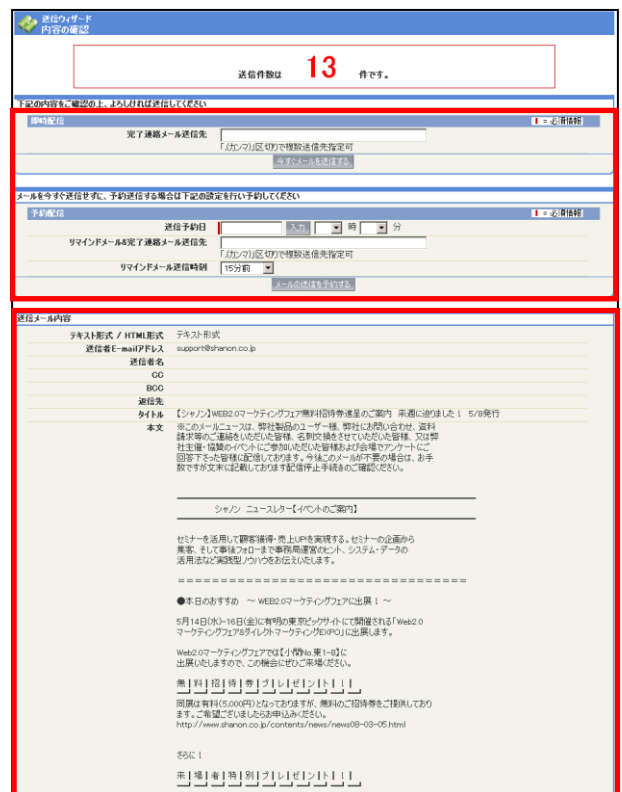 送信ウィザード
内容の確認
送信件数は 13 件です。
下記の内容をご確認の上、よろしければ送信してください
即時配信 ! = 必須情報
完了連絡メール送信先
「,(カンマ)」区切りで複数送信先指定可
今すぐメールを送信する
メールを今すぐ送信せずに、予約送信する場合は下記の設定を行い予約してください
予約配信 ! = 必須情報
送信予約日 入力 時 分
リマインドメール&完了連絡メール送信先
「,(カンマ)」区切りで複数送信先指定可
リマインドメール送信時刻 15分前
メールの送信を予約する
送信メール内容
テキスト形式 / HTML形式 テキスト形式
送信者E-mailアドレス support@shanon.co.jp
送信者名
CC
BCC
返信先
タイトル 【シャノン】WEB2.0マーケティングフェア無料招待券進呈のご案内 来週に迫りました! 5/8発行
本文 ※このメールニュースは、弊社製品のユーザー様、弊社にお問い合わせ、資料
請求等のご連絡をいただいた皆様、名刺交換をさせていただいた皆様、又は弊
社主催・協賛のイベントにご参加いただいた皆様および会場でアンケートにご
回答下さった皆様に配信しております。今後このメールが不要の場合は、お手
数ですが文末に記載しております配信停止手続きのご確認ください。
シャノン ニュースレター【イベントのご案内】
セミナーを活用して顧客獲得・売上UPを実現する。セミナーの企画から
集客、そして事後フォローまで事務局運営のヒント、システム・データの
活用法など実践型ノウハウをお伝えいたします。
=================================
●本日のおすすめ ～ WEB2.0マーケティングフェアに出展! ～
5月14日(水)-16日(金)に有明の東京ビックサイトにて開催される「Web2.0
マーケティングフェア&ダイレクトマーケティングEXPO」に出展します。
Web2.0マーケティングフェアでは【小間No.東1-8】に
出展いたしますので、この機会にぜひご来場ください。
無|料|招|待|券|プ|レ|ゼ|ン|ト|!|
同展は有料(5,000円)となっておりますが、無料のご招待券をご提供しており
ます。ご希望ございましたらお申込みください。
http://www.shanon.co.jp/contents/news/news08-03-05.html
さらに!
来|場|者|特|別|プ|レ|ゼ|ン|ト|!|